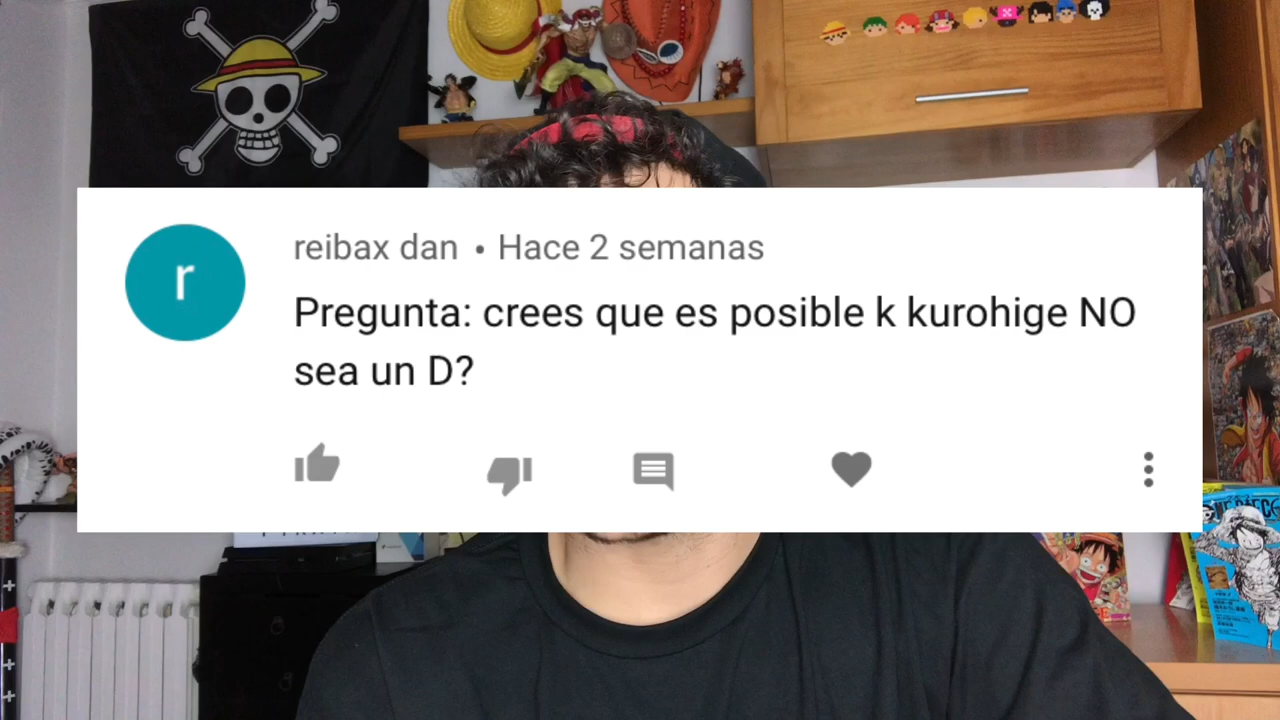 r
reibax dan • Hace 2 semanas
Pregunta: crees que es posible k kurohige NO
sea un D?